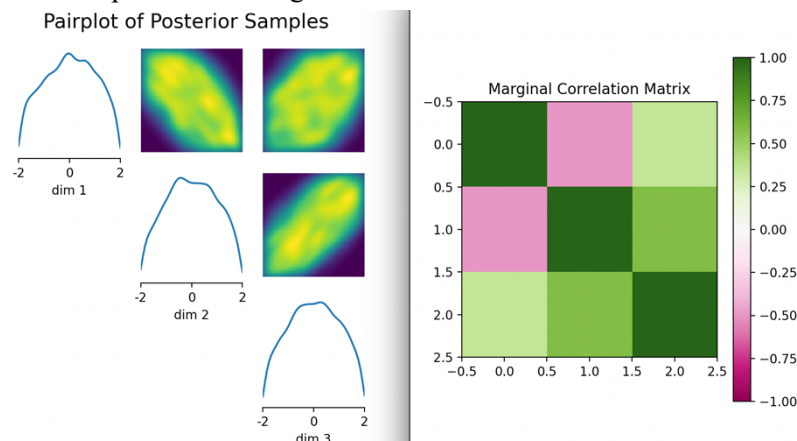 Pairplot of Posterior Samples
-2 0 2
dim 1
-2 0 2
dim 2
-2 0 2
dim 3
Marginal Correlation Matrix
−0.5
0.0
0.5
1.0
1.5
2.0
2.5
−0.5 0.0 0.5 1.0 1.5 2.0 2.5
1.00
0.75
0.50
0.25
0.00
−0.25
−0.50
−0.75
−1.00